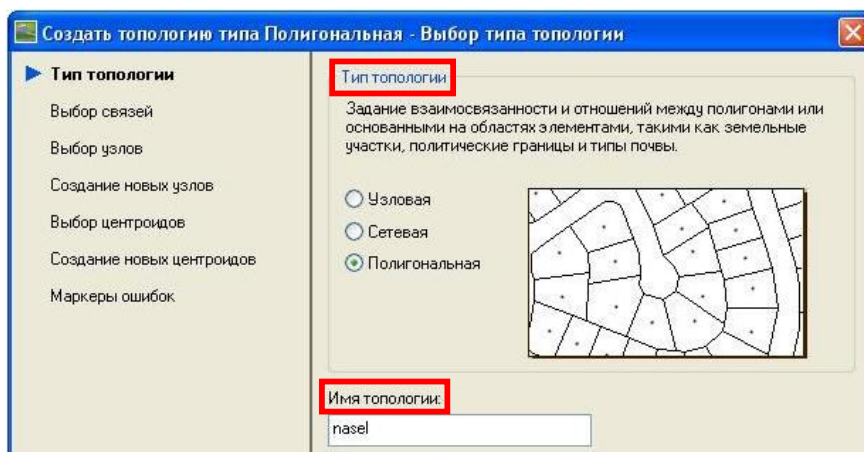 Создать топологию типа Полигональная - Выбор типа топологии
Тип топологии
Выбор связей
Выбор узлов
Создание новых узлов
Выбор центроидов
Создание новых центроидов
Маркеры ошибок
Тип топологии
Задание взаимосвязанности и отношений между полигонами или
основанными на областях элементами, такими как земельные
участки, политические границы и типы почвы.
Узловая
Сетевая
Полигональная
Имя топологии:
nasel